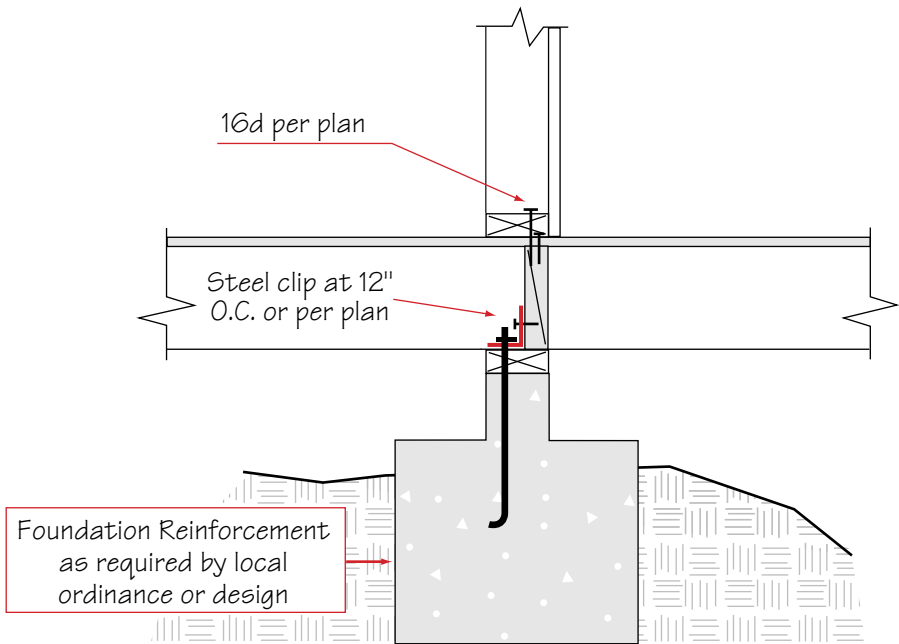 16d per plan
Steel clip at 12"
O.C. or per plan
Foundation Reinforcement
as required by local
ordinance or design